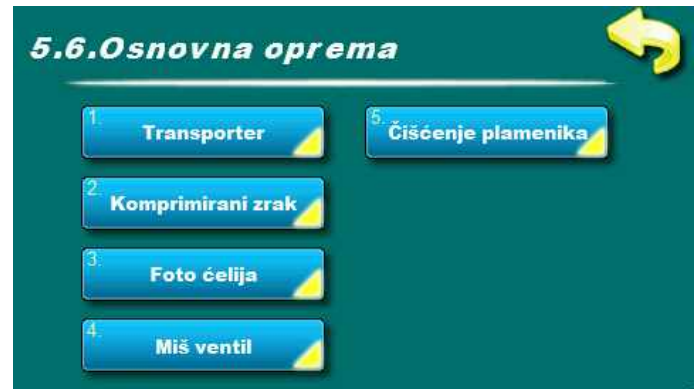 5.6.Osnovna oprema
1. Transporter
2. Komprimirani zrak
3. Foto ćelija
4. Miš ventil
5. Čišćenje plamenika